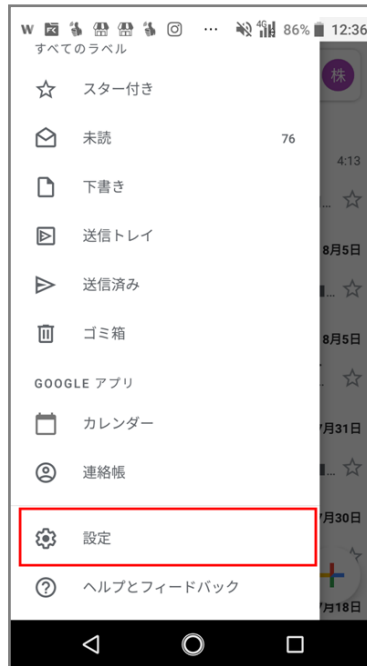 W 4G 86% 12:36
すべてのラベル
株
スター付き
未読 76
4:13
下書き
...
送信トレイ
8月5日
送信済み
...
8月5日
ゴミ箱
GOOGLE アプリ
カレンダー
月31日
連絡帳
...
月30日
設定
ヘルプとフィードバック
月18日